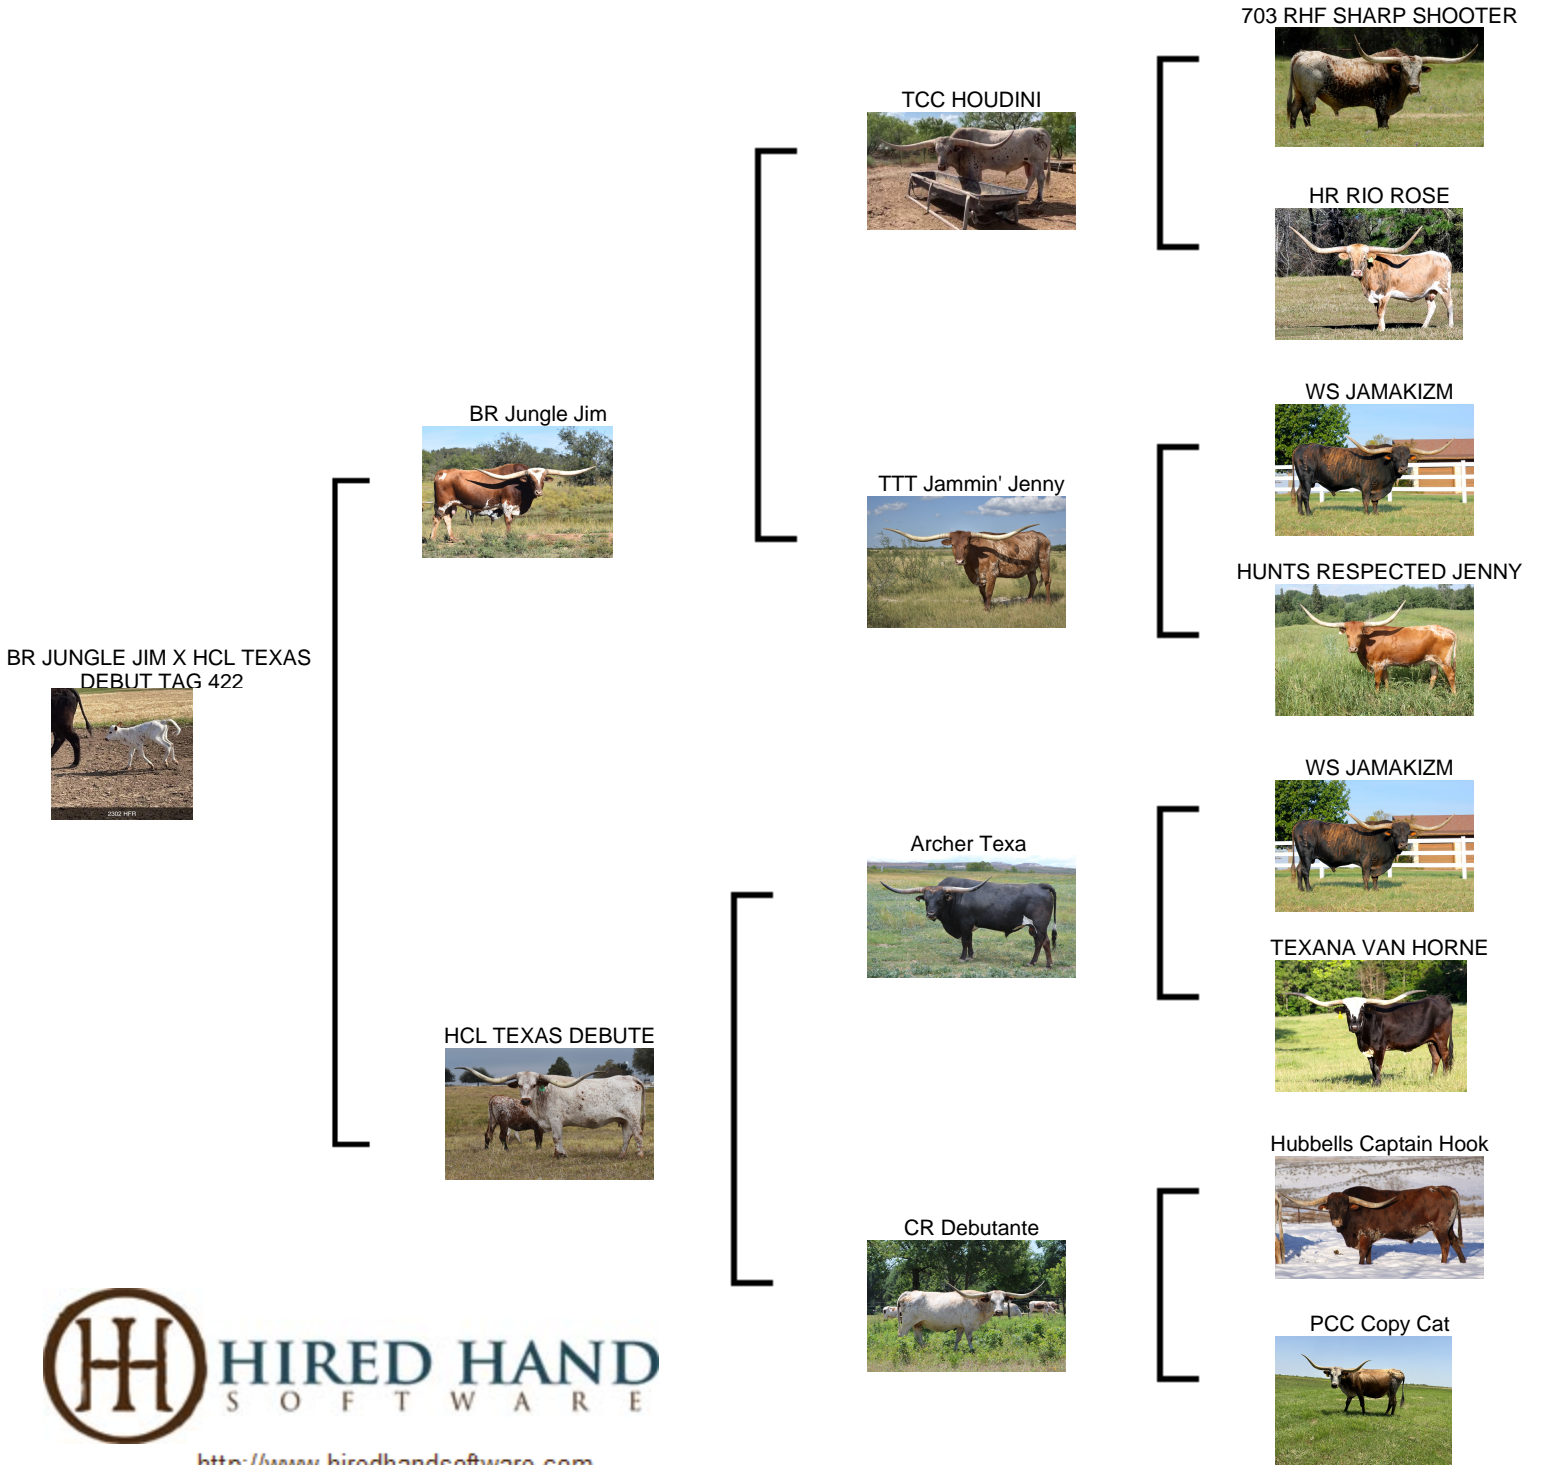 703 RHF SHARP SHOOTER
TCC HOUDINI
HR RIO ROSE
BR Jungle Jim
WS JAMAKIZM
TTT Jammin' Jenny
HUNTS RESPECTED JENNY
BR JUNGLE JIM X HCL TEXAS
DEBUT TAG 422
2302 HFR
WS JAMAKIZM
Archer Texa
TEXANA VAN HORNE
HCL TEXAS DEBUTE
Hubbells Captain Hook
CR Debutante
PCC Copy Cat
HIRED HAND
SOFTWARE
http://www.hiredhandsoftware.com